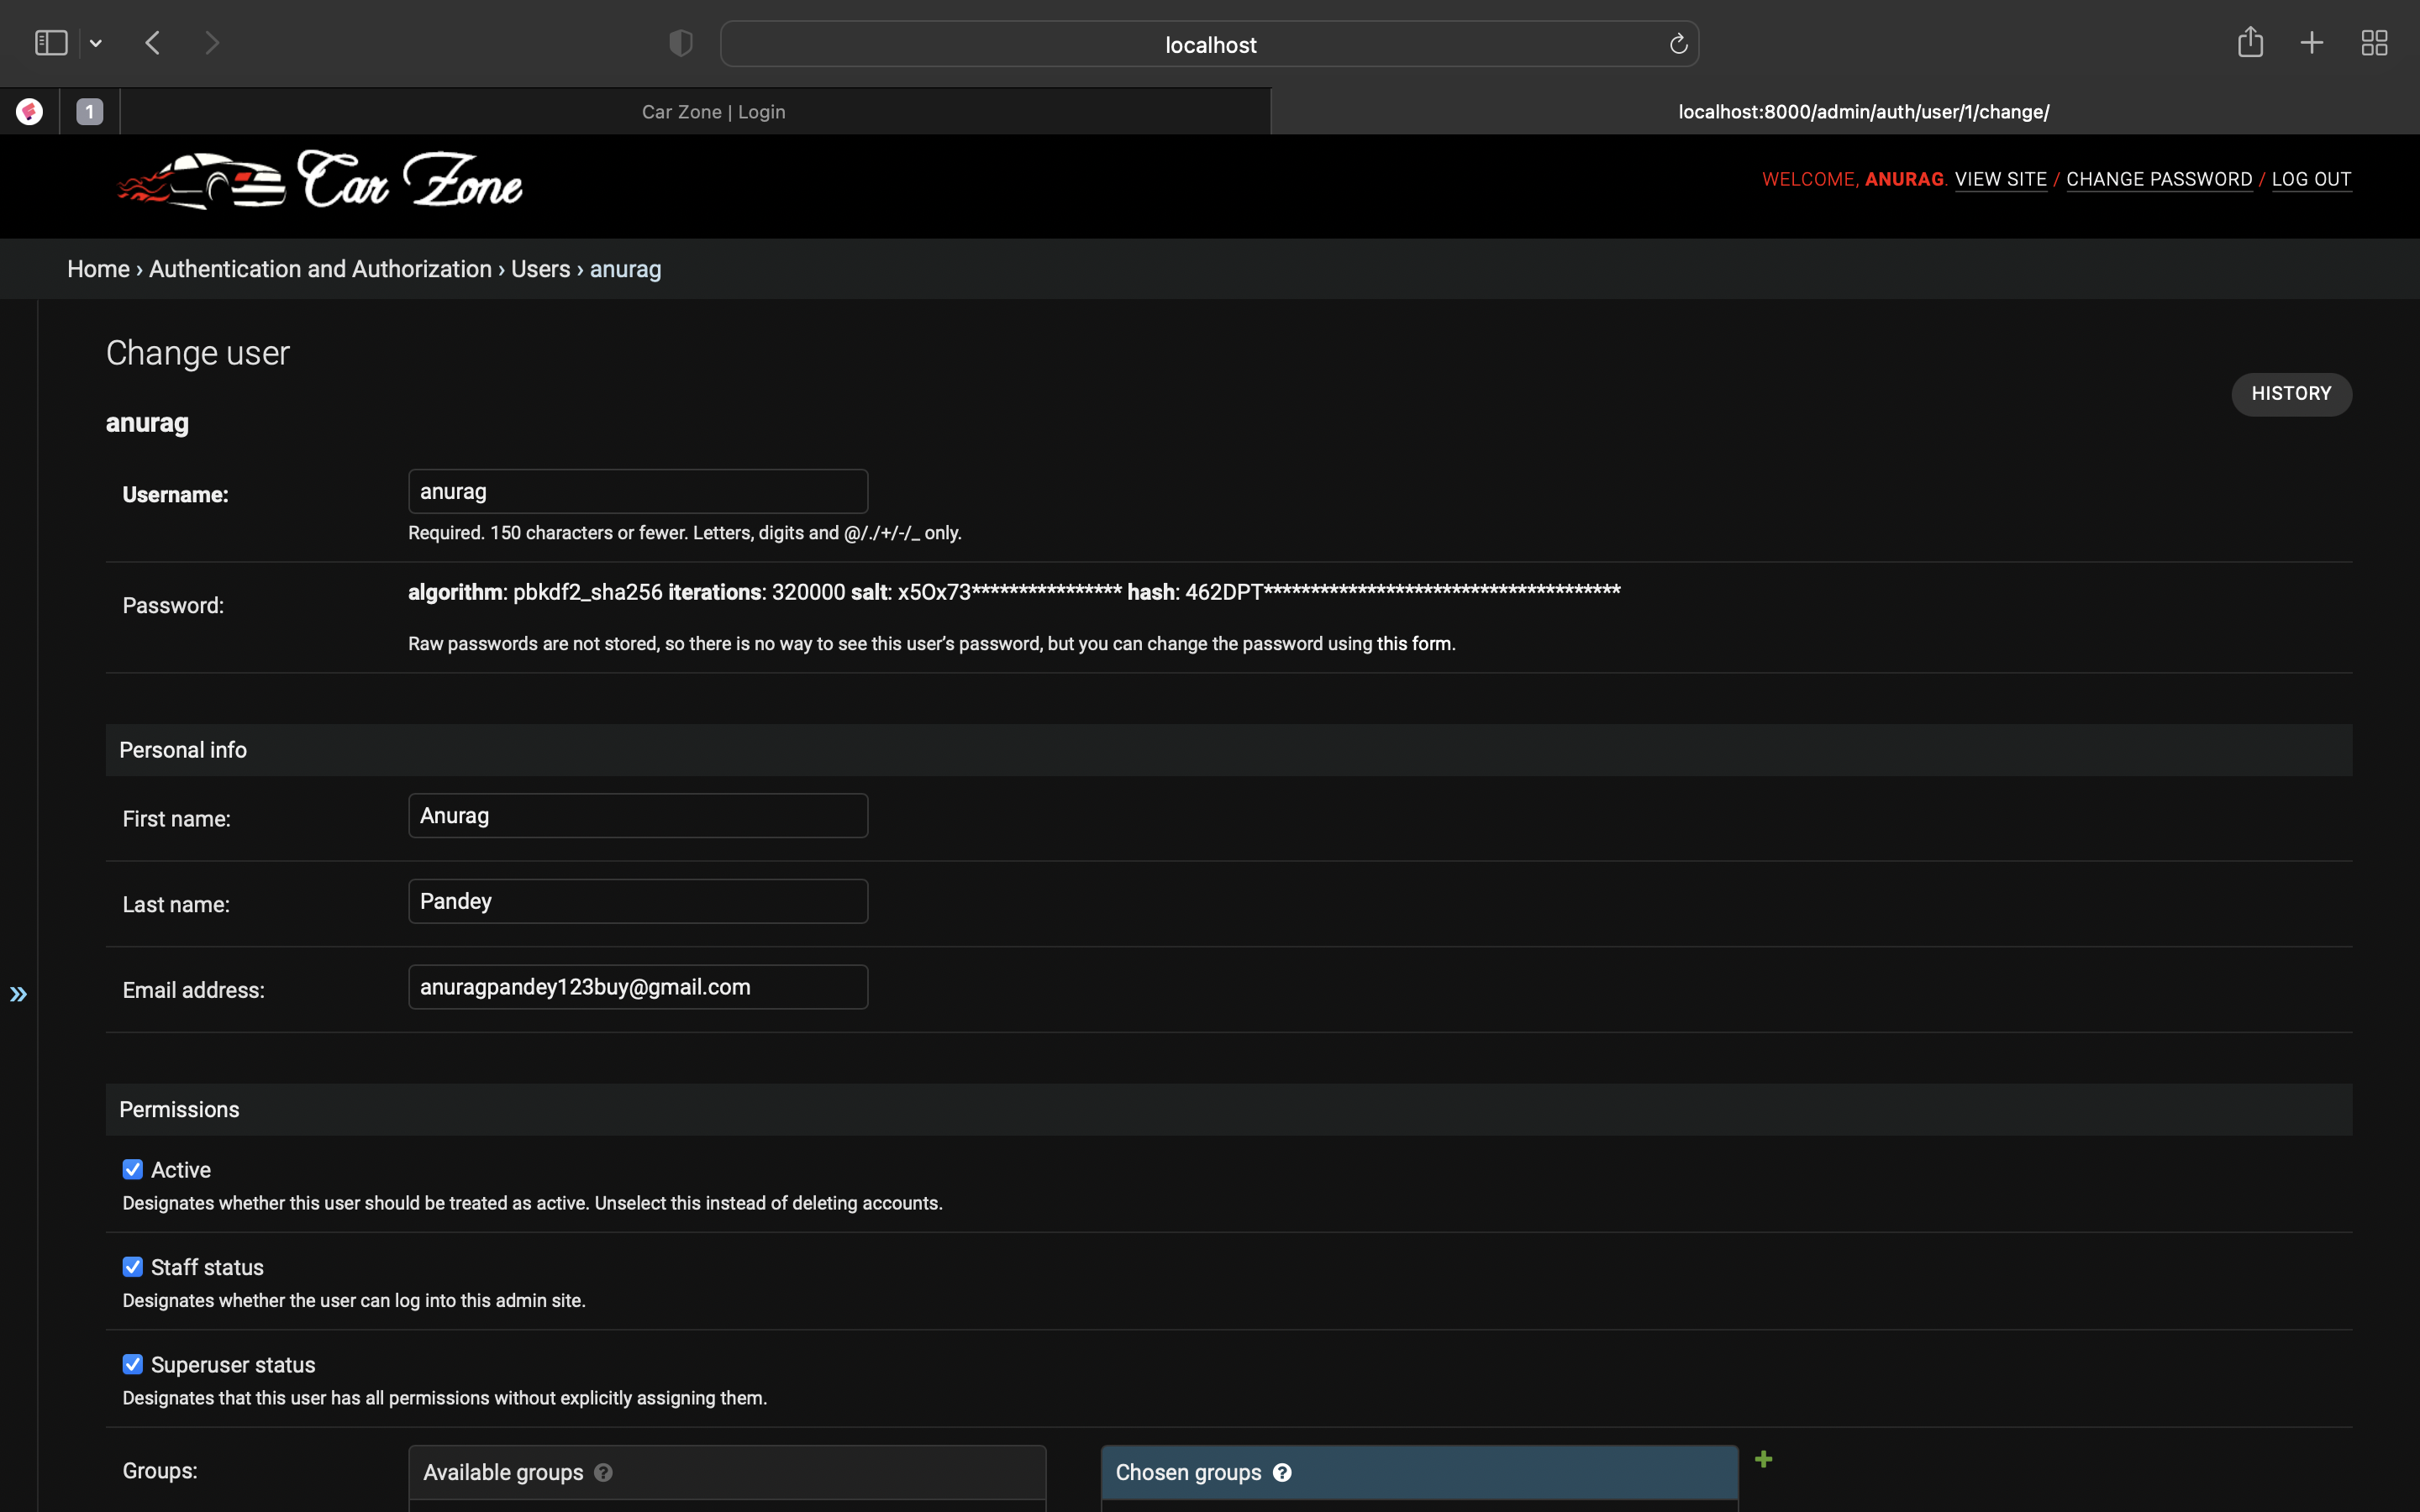 localhost
1
Car Zone | Login
localhost:8000/admin/auth/user/1/change/
Car Zone
WELCOME, ANURAG. VIEW SITE / CHANGE PASSWORD / LOG OUT
Home › Authentication and Authorization › Users › anurag
Change user
HISTORY
anurag
Username:
anurag
Required. 150 characters or fewer. Letters, digits and @/./+/-/_ only.
Password:
algorithm: pbkdf2_sha256 iterations: 320000 salt: x5Ox73**************** hash: 462DPT**************************************
Raw passwords are not stored, so there is no way to see this user’s password, but you can change the password using this form.
Personal info
First name:
Anurag
Last name:
Pandey
Email address:
anuragpandey123buy@gmail.com
Permissions
Active
Designates whether this user should be treated as active. Unselect this instead of deleting accounts.
Staff status
Designates whether the user can log into this admin site.
Superuser status
Designates that this user has all permissions without explicitly assigning them.
Groups:
Available groups ?
Chosen groups ?